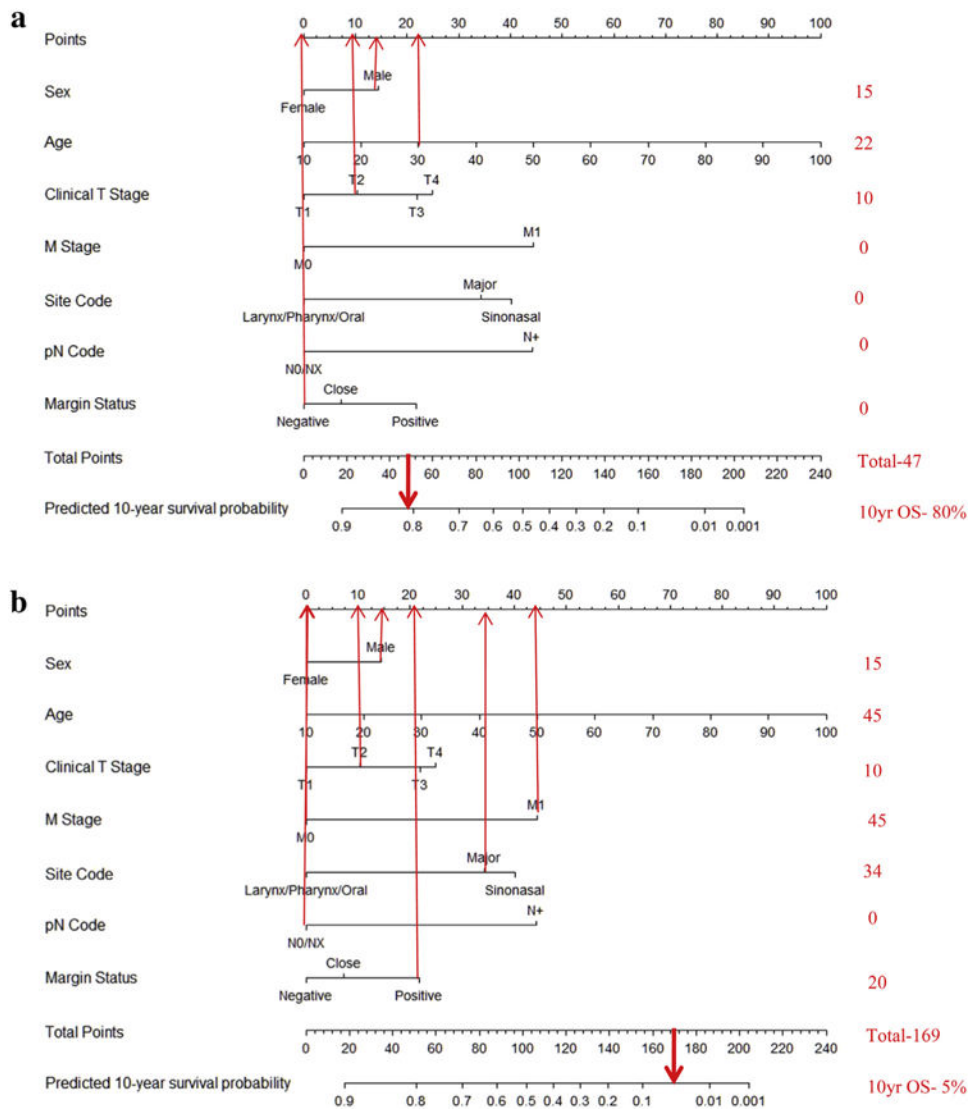 a
Points 0 10 20 30 40 50 60 70 80 90 100
Male
Sex 15
Female
Age 22
10 20 30 40 50 60 70 80 90 100
T2 T4
Clinical T Stage 10
T1 T3
M1
M Stage 0
M0
Major
Site Code 0
Larynx/Pharynx/Oral Sinonasal
N+
pN Code 0
N0/NX
Close
Margin Status 0
Negative Positive
Total Points Total-47
0 20 40 60 80 100 120 140 160 180 200 220 240
Predicted 10-year survival probability 10yr OS- 80%
0.9 0.8 0.7 0.6 0.5 0.4 0.3 0.2 0.1 0.01 0.001
b
Points 0 10 20 30 40 50 60 70 80 90 100
Male
Sex 15
Female
Age 45
10 20 30 40 50 60 70 80 90 100
T2 T4
Clinical T Stage 10
T1 T3
M1
M Stage 45
M0
Major
Site Code 34
Larynx/Pharynx/Oral Sinonasal
N+
pN Code 0
N0/NX
Close
Margin Status 20
Negative Positive
Total Points Total-169
0 20 40 60 80 100 120 140 160 180 200 220 240
Predicted 10-year survival probability 10yr OS- 5%
0.9 0.8 0.7 0.6 0.5 0.4 0.3 0.2 0.1 0.01 0.001